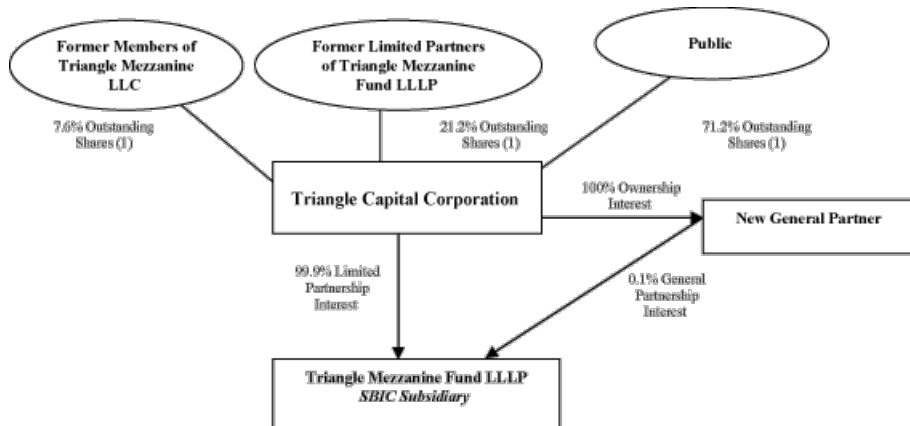 Former Members of
Triangle Mezzanine
LLC
Former Limited Partners
of Triangle Mezzanine
Fund LLLP
Public
7.6% Outstanding
Shares (1)
21.2% Outstanding
Shares (1)
71.2% Outstanding
Shares (1)
Triangle Capital Corporation
100% Ownership
Interest
New General Partner
99.9% Limited
Partnership
Interest
0.1% General
Partnership
Interest
Triangle Mezzanine Fund LLLP
SBIC Subsidiary